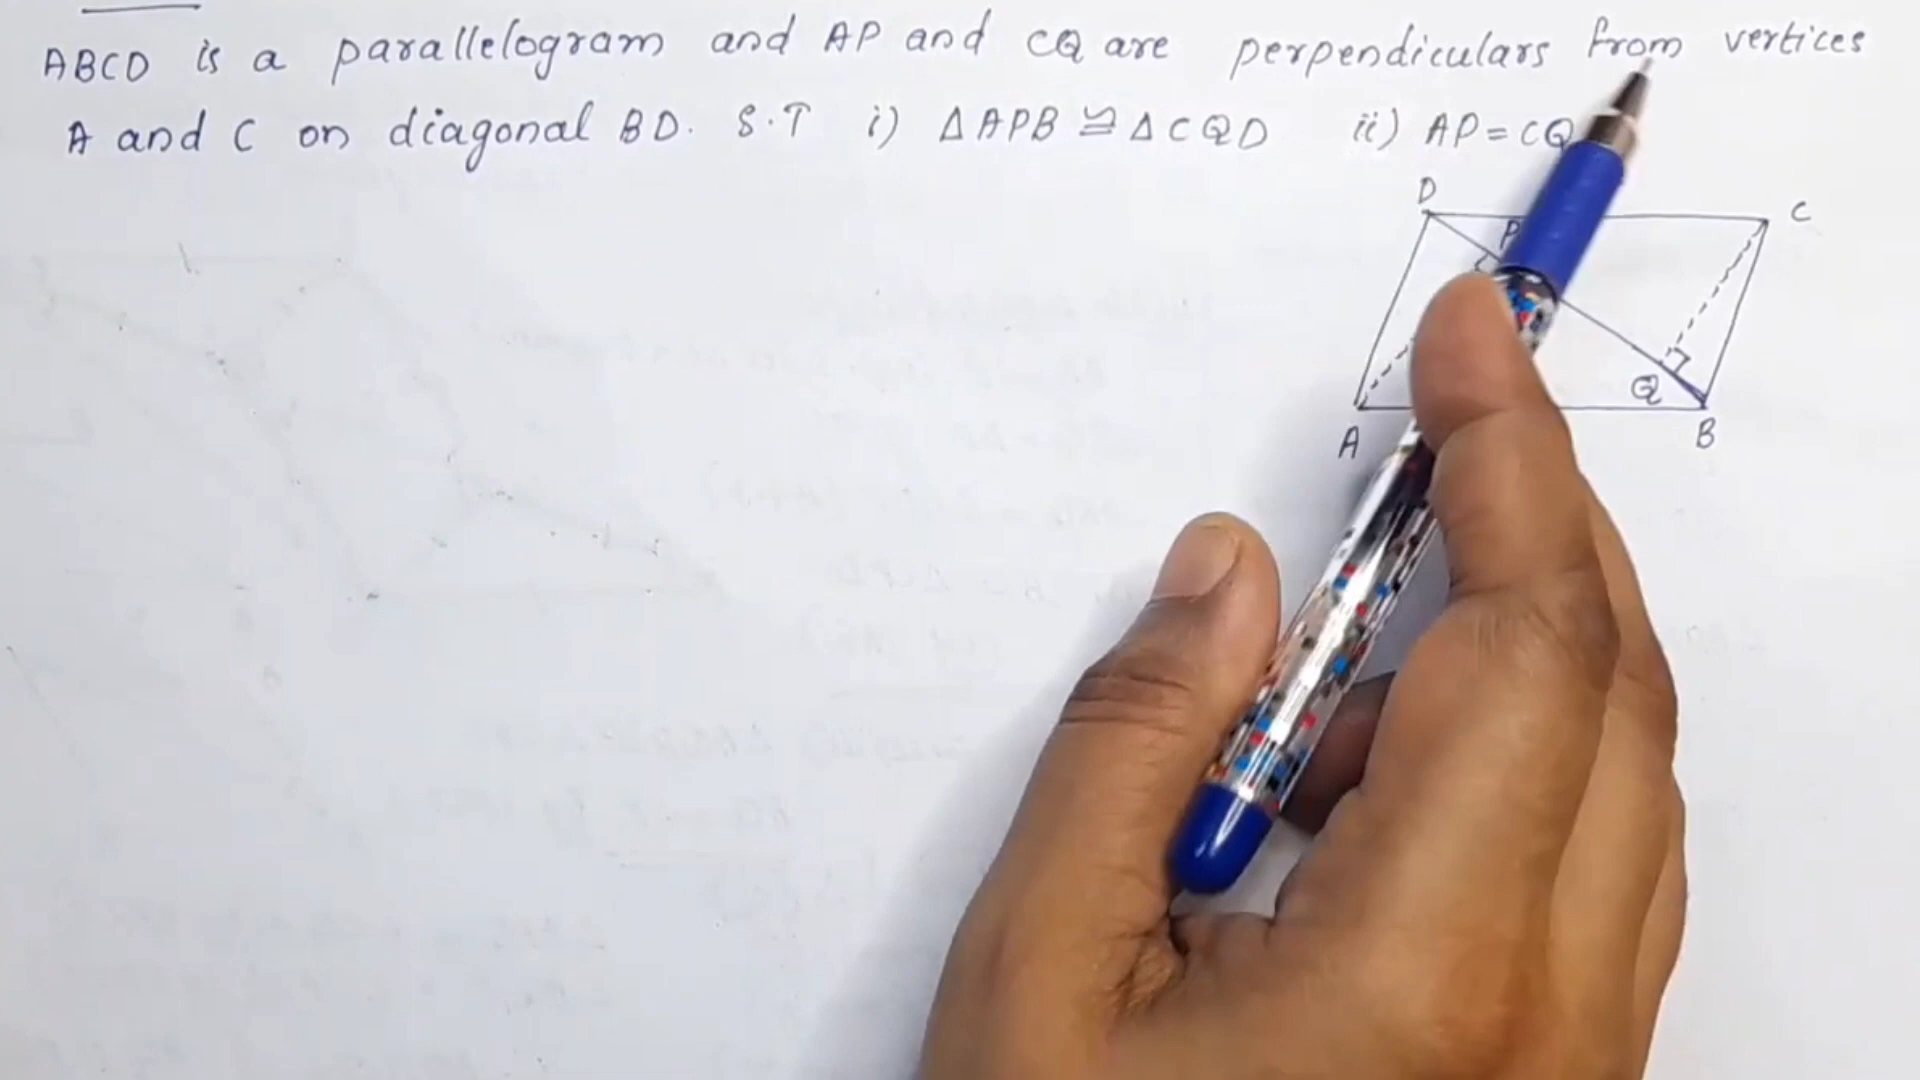 ABCD is a parallelogram and AP and CQ are perpendiculars from vertices
A and C on diagonal BD. S.T i) ΔAPB ≅ ΔCQD ii) AP = CQ
D
C
P
Q
A
B